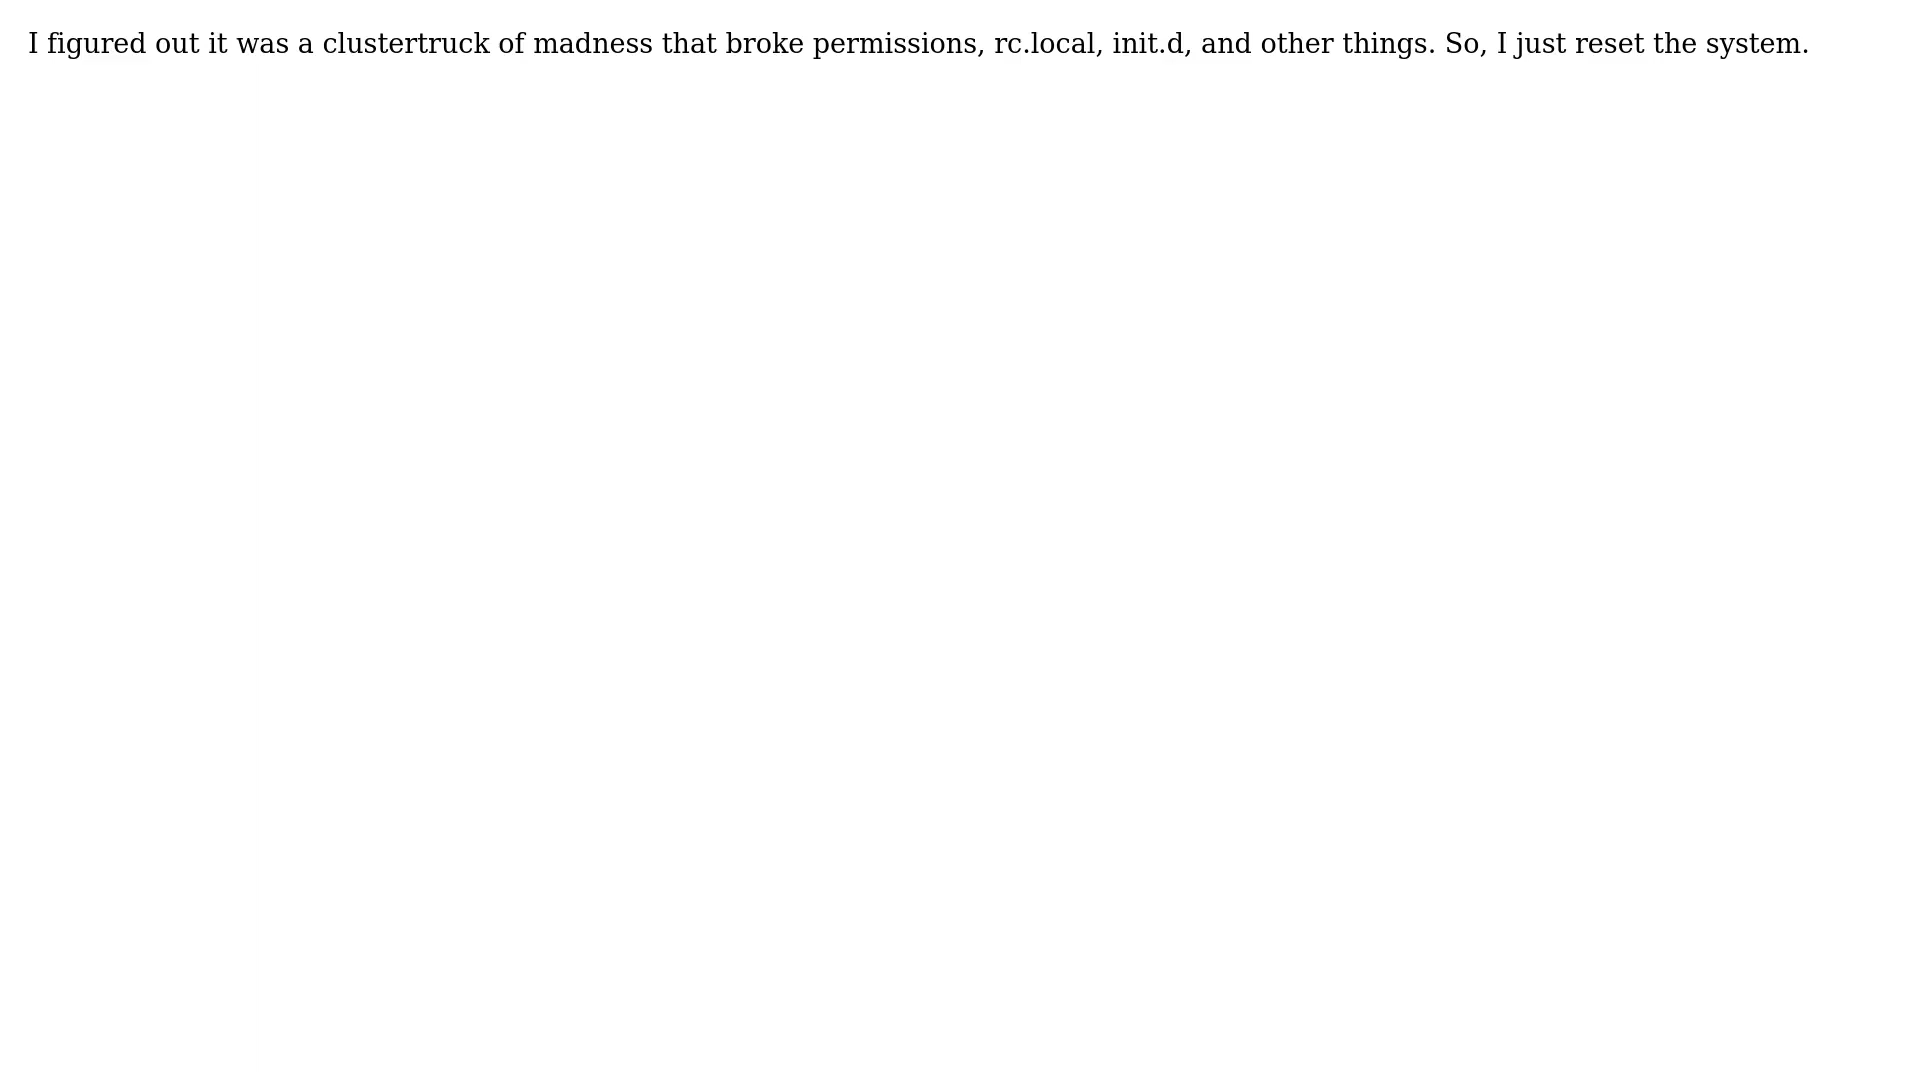 I figured out it was a clustertruck of madness that broke permissions, rc.local, init.d, and other things. So, I just reset the system.